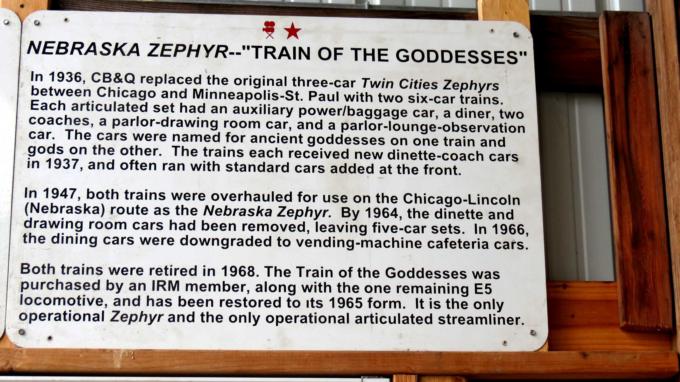 NEBRASKA ZEPHYR--"TRAIN OF THE GODDESSES"
In 1936, CB&Q replaced the original three-car Twin Cities Zephyrs
between Chicago and Minneapolis-St. Paul with two six-car trains.
Each articulated set had an auxiliary power/baggage car, a diner, two
coaches, a parlor-drawing room car, and a parlor-lounge-observation
car. The cars were named for ancient goddesses on one train and
gods on the other. The trains each received new dinette-coach cars
in 1937, and often ran with standard cars added at the front.
In 1947, both trains were overhauled for use on the Chicago-Lincoln
(Nebraska) route as the Nebraska Zephyr. By 1964, the dinette and
drawing room cars had been removed, leaving five-car sets. In 1966,
the dining cars were downgraded to vending-machine cafeteria cars.
Both trains were retired in 1968. The Train of the Goddesses was
purchased by an IRM member, along with the one remaining E5
locomotive, and has been restored to its 1965 form. It is the only
operational Zephyr and the only operational articulated streamliner.